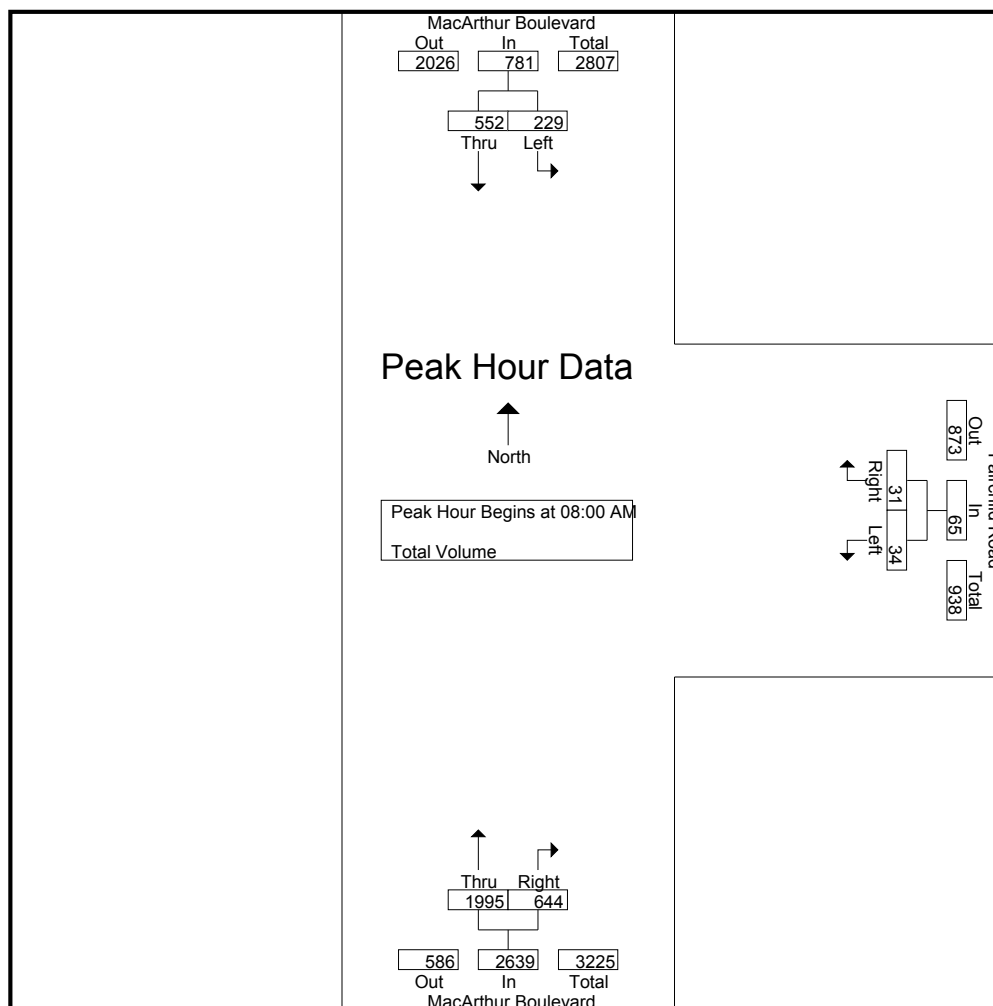 MacArthur Boulevard
Out In Total
2026 781 2807
552 229
Thru Left
Peak Hour Data
North
Peak Hour Begins at 08:00 AM
Total Volume
Out In Total
873 65 938
31 34
Right Left
Road
Thru Right
1995 644
586 2639 3225
Out In Total
MacArthur Boulevard